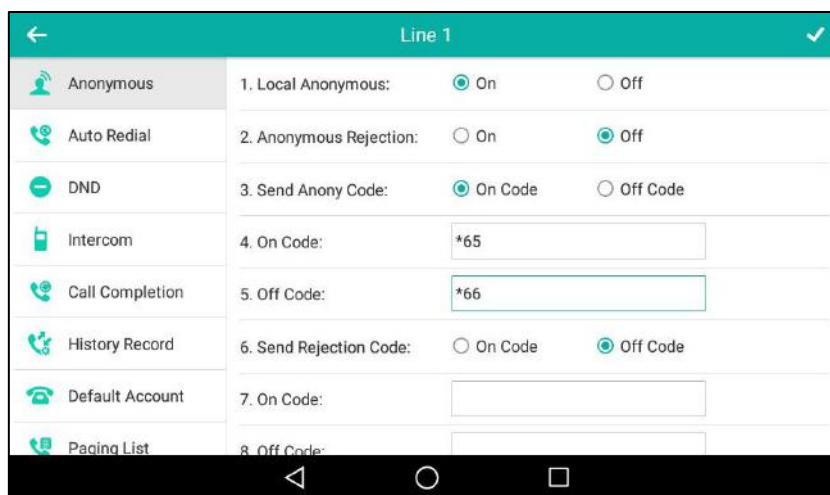 Line 1
Anonymous
Auto Redial
DND
Intercom
Call Completion
History Record
Default Account
Paging List
1. Local Anonymous: On Off
2. Anonymous Rejection: On Off
3. Send Anony Code: On Code Off Code
4. On Code: *65
5. Off Code: *66
6. Send Rejection Code: On Code Off Code
7. On Code:
8. Off Code: